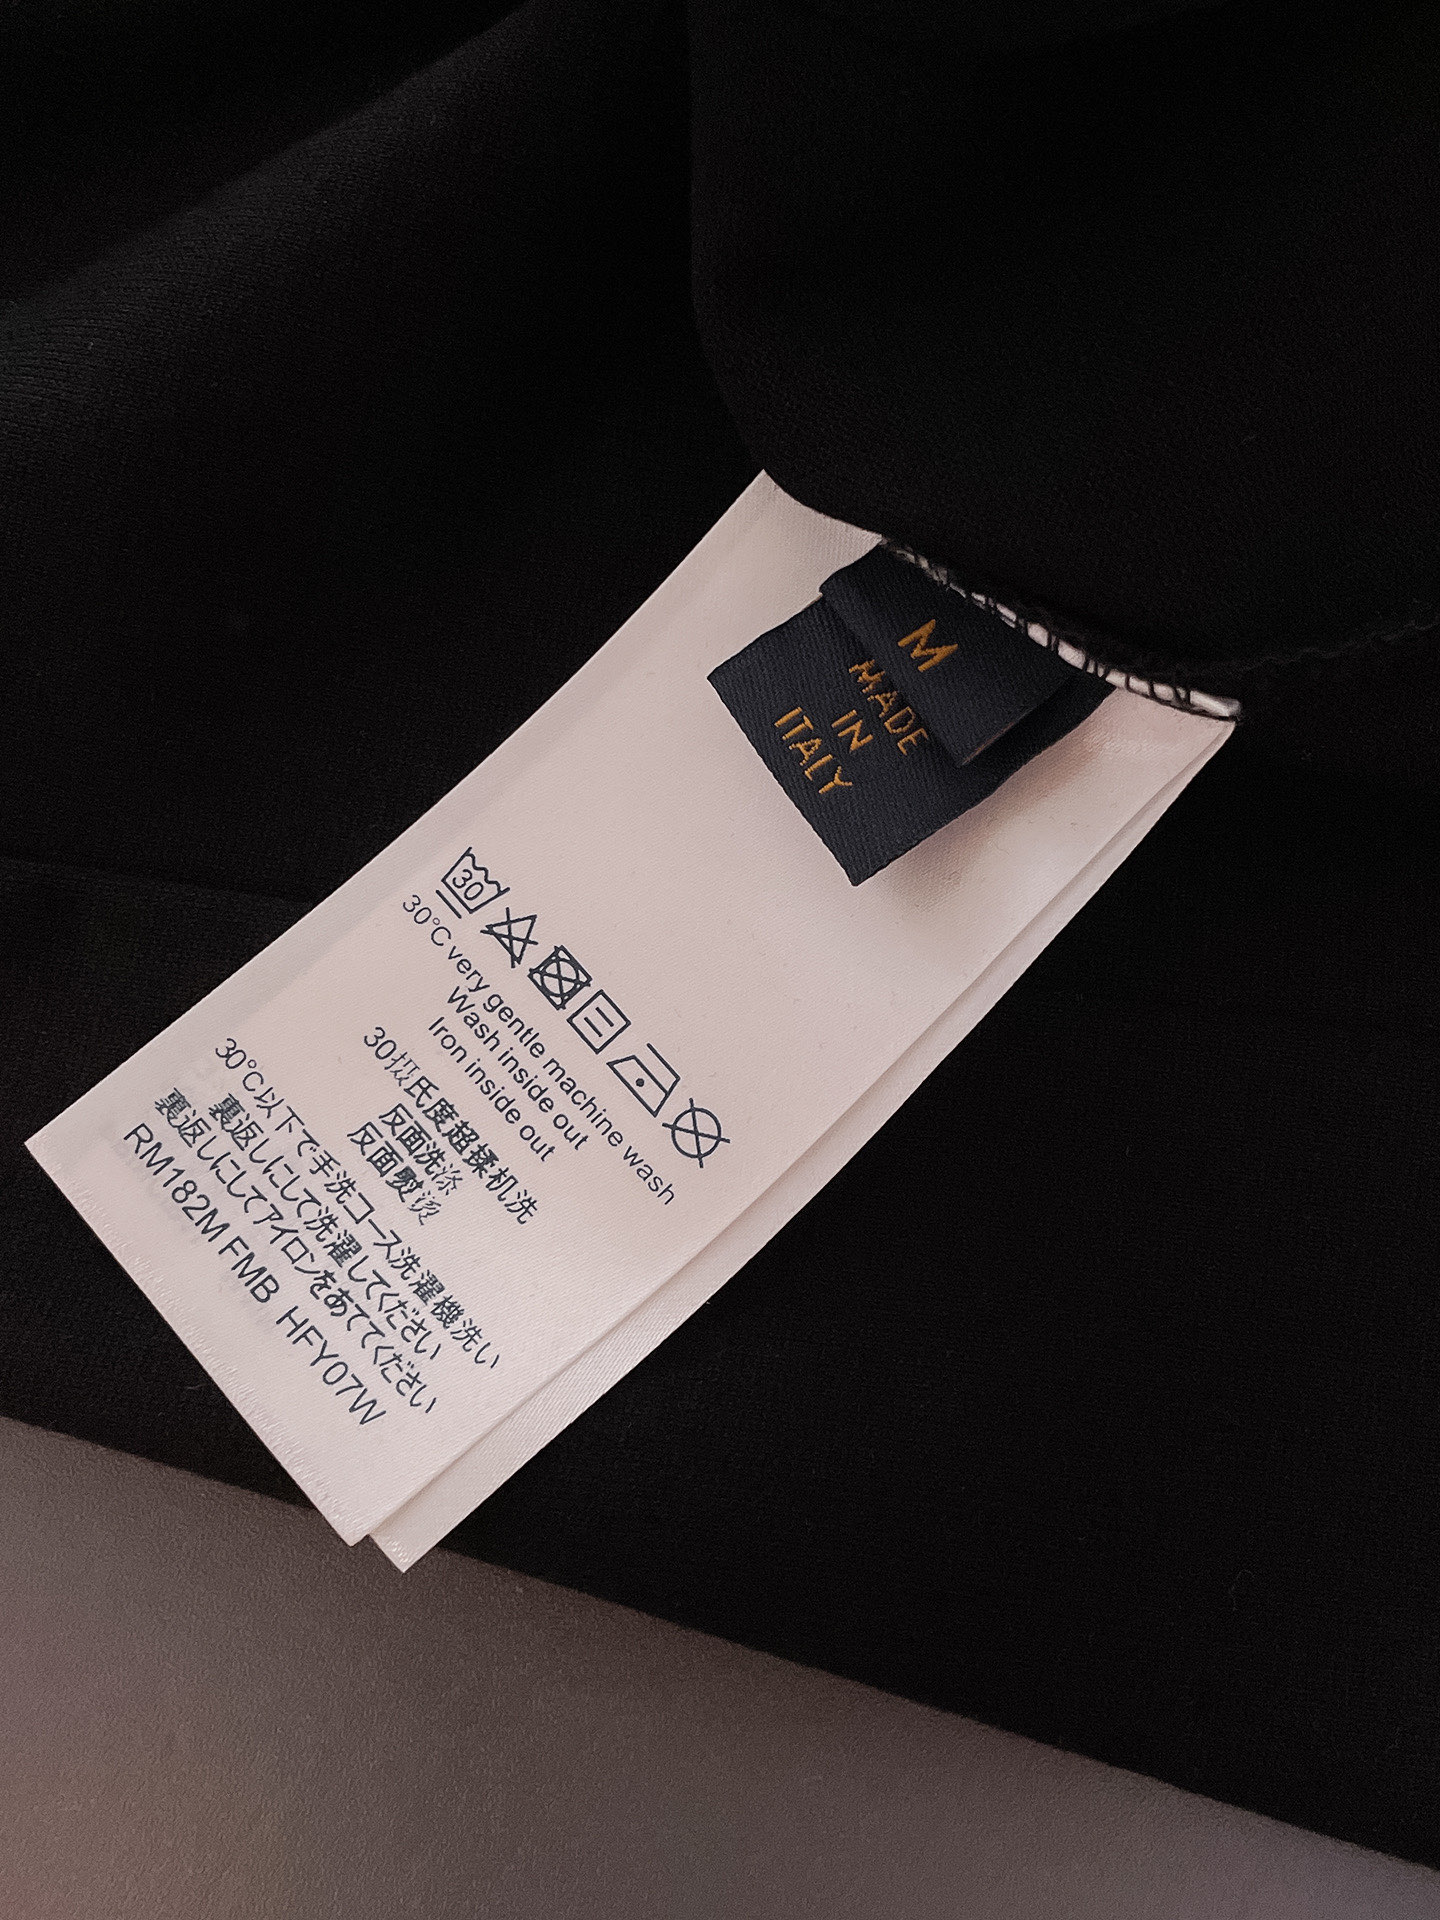 M
MADE
IN
ITALY
30
30°C very gentle machine wash
Wash inside out
Iron inside out
30摄氏度超揉机洗
反面洗涤
反面熨烫
30℃以下で手洗コース洗濯機洗い
裏返しにして洗濯してください
裏返しにしてアイロンをあててください
RM182M FMB HFY07W